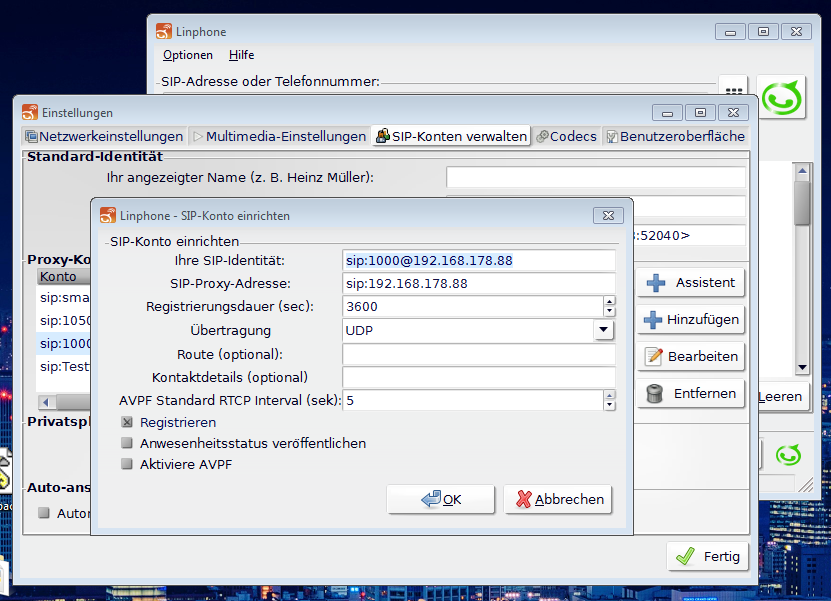 Linphone
Optionen Hilfe
SIP-Adresse oder Telefonnummer:
Einstellungen
Netzwerkeinstellungen Multimedia-Einstellungen SIP-Konten verwalten Codecs Benutzeroberfläche
Standard-Identität
Ihr angezeigter Name (z. B. Heinz Müller):
:52040>
Linphone - SIP-Konto einrichten
SIP-Konto einrichten
Ihre SIP-Identität: sip:1000@192.168.178.88
SIP-Proxy-Adresse: sip:192.168.178.88
Registrierungsdauer (sec): 3600
Übertragung UDP
Route (optional):
Kontaktdetails (optional)
AVPF Standard RTCP Interval (sek): 5
Registrieren
Anwesenheitsstatus veröffentlichen
Aktiviere AVPF
OK Abbrechen
Proxy-Ko
Konto
sip:sma
sip:1050
sip:1000
sip:Test
Assistent
Hinzufügen
Bearbeiten
Entfernen
Leeren
Privatsp
Auto-ans
Autor
Fertig